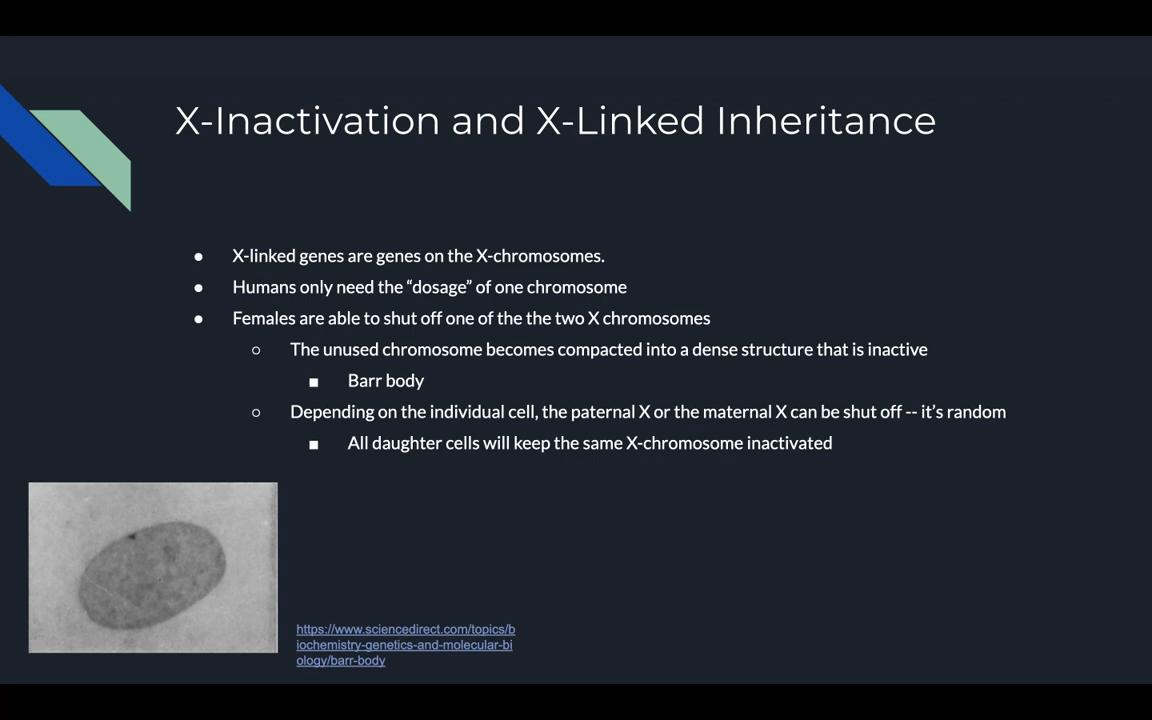 X-Inactivation and X-Linked Inheritance
● X-linked genes are genes on the X-chromosomes.
● Humans only need the “dosage” of one chromosome
● Females are able to shut off one of the the two X chromosomes
○ The unused chromosome becomes compacted into a dense structure that is inactive
■ Barr body
○ Depending on the individual cell, the paternal X or the maternal X can be shut off -- it’s random
■ All daughter cells will keep the same X-chromosome inactivated
https://www.sciencedirect.com/topics/b
iochemistry-genetics-and-molecular-bi
ology/barr-body